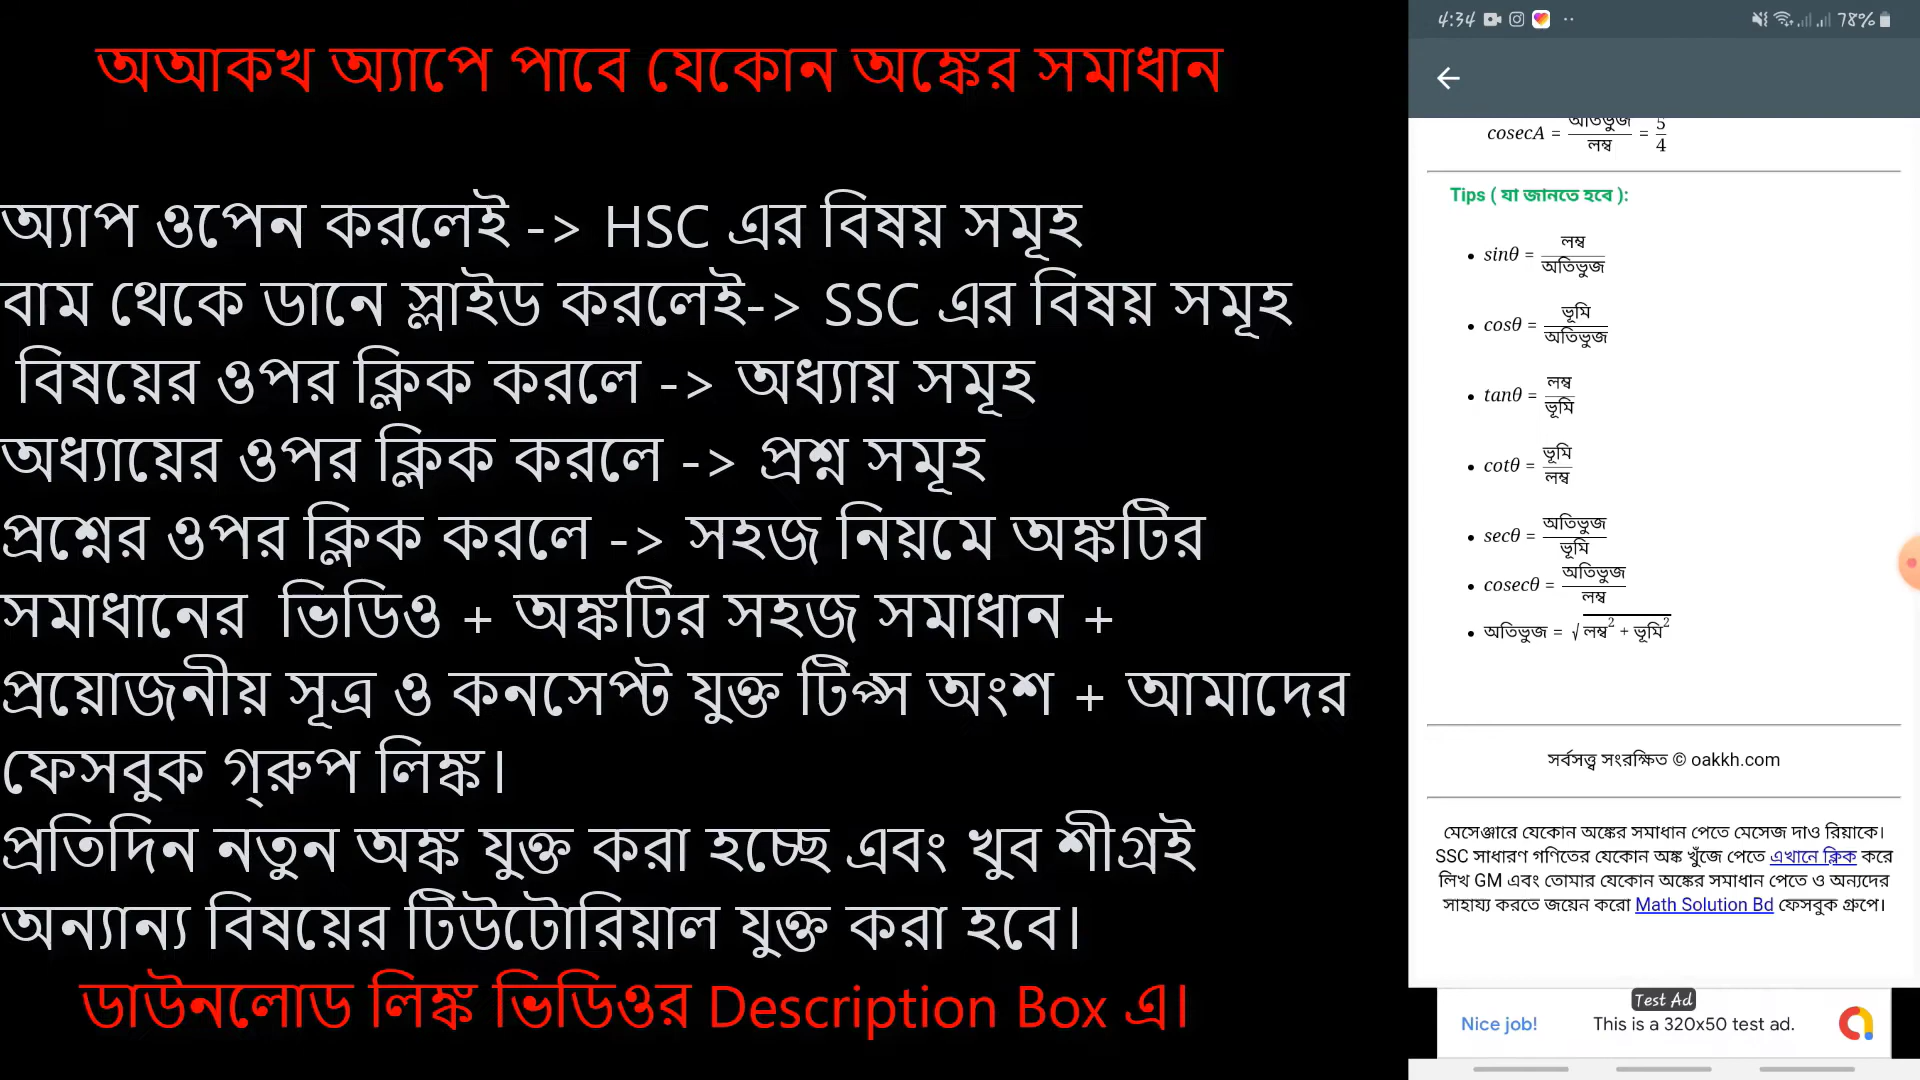 অআকখ অ্যাপে পাবে যেকোন অঙ্কের সমাধান
অ্যাপ ওপেন করলেই -> HSC এর বিষয় সমূহ
বাম থেকে ডানে স্লাইড করলেই-> SSC এর বিষয় সমূহ
বিষয়ের ওপর ক্লিক করলে -> অধ্যায় সমূহ
অধ্যায়ের ওপর ক্লিক করলে -> প্রশ্ন সমূহ
প্রশ্নের ওপর ক্লিক করলে -> সহজ নিয়মে অঙ্কটির
সমাধানের ভিডিও + অঙ্কটির সহজ সমাধান +
প্রয়োজনীয় সূত্র ও কনসেপ্ট যুক্ত টিপ্স অংশ + আমাদের
ফেসবুক গ্‌রুপ লিঙ্ক।
প্রতিদিন নতুন অঙ্ক যুক্ত করা হচ্ছে এবং খুব শীগ্রই
অন্যান্য বিষয়ের টিউটোরিয়াল যুক্ত করা হবে।
ডাউনলোড লিঙ্ক ভিডিওর Description Box এ।
4:34 78%
cosecA = অতিভুজ/লম্ব = 5/4
Tips ( যা জানতে হবে ):
• sinθ = লম্ব/অতিভুজ
• cosθ = ভূমি/অতিভুজ
• tanθ = লম্ব/ভূমি
• cotθ = ভূমি/লম্ব
• secθ = অতিভুজ/ভূমি
• cosecθ = অতিভুজ/লম্ব
• অতিভুজ = √লম্ব² + ভূমি²
সর্বসত্ত্ব সংরক্ষিত © oakkh.com
মেসেঞ্জারে যেকোন অঙ্কের সমাধান পেতে মেসেজ দাও রিয়াকে।
SSC সাধারণ গণিতের যেকোন অঙ্ক খুঁজে পেতে এখানে ক্লিক করে
লিখ GM এবং তোমার যেকোন অঙ্কের সমাধান পেতে ও অন্যদের
সাহায্য করতে জয়েন করো Math Solution Bd ফেসবুক গ্রুপে।
Test Ad
Nice job! This is a 320x50 test ad.